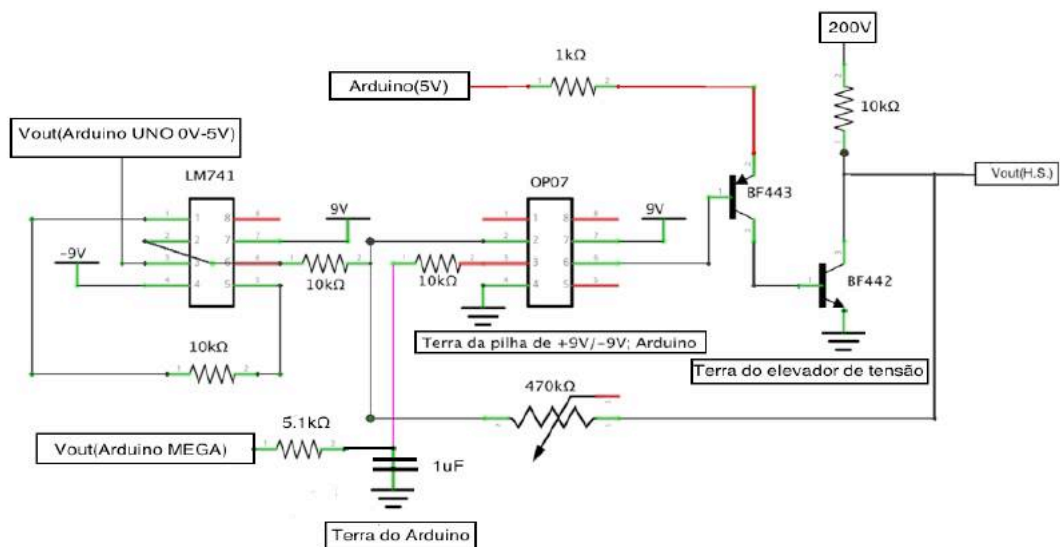 200V
1kΩ
Arduino(5V)
10kΩ
Vout(Arduino UNO 0V-5V)
LM741
OP07
BF443
Vout(H.S.)
9V
9V
-9V
10kΩ
10kΩ
BF442
Terra da pilha de +9V/-9V; Arduino
10kΩ
Terra do elevador de tensão
470kΩ
5.1kΩ
Vout(Arduino MEGA)
1uF
Terra do Arduino